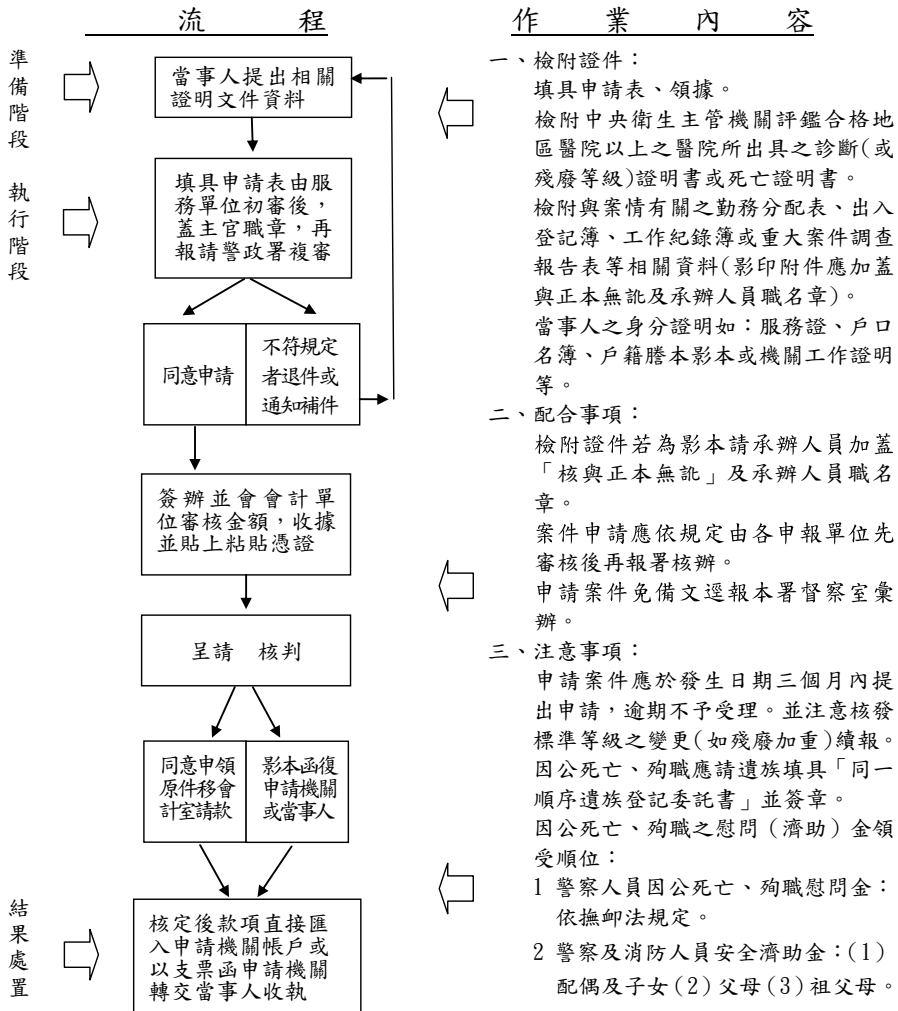 流程
準備階段
當事人提出相關
證明文件資料
執行階段
填具申請表由服
務單位初審後，
蓋主官職章，再
報請警政署複審
同意申請
不符規定
者退件或
通知補件
簽辦並會會計單
位審核金額，收據
並貼上粘貼憑證
呈請　核判
同意申領
原件移會
計室請款
影本函復
申請機關
或當事人
結果處置
核定後款項直接匯
入申請機關帳戶或
以支票函申請機關
轉交當事人收執
作業內容
一、檢附證件：
填具申請表、領據。
檢附中央衛生主管機關評鑑合格地
區醫院以上之醫院所出具之診斷(或
殘廢等級)證明書或死亡證明書。
檢附與案情有關之勤務分配表、出入
登記簿、工作紀錄簿或重大案件調查
報告表等相關資料(影印附件應加蓋
與正本無訛及承辦人員職名章)。
當事人之身分證明如：服務證、戶口
名簿、戶籍謄本影本或機關工作證明
等。
二、配合事項：
檢附證件若為影本請承辦人員加蓋
「核與正本無訛」及承辦人員職名
章。
案件申請應依規定由各申報單位先
審核後再報署核辦。
申請案件免備文逕報本署督察室彙
辦。
三、注意事項：
申請案件應於發生日期三個月內提
出申請，逾期不予受理。並注意核發
標準等級之變更(如殘廢加重)續報。
因公死亡、殉職應請遺族填具「同一
順序遺族登記委託書」並簽章。
因公死亡、殉職之慰問（濟助）金領
受順位：
1 警察人員因公死亡、殉職慰問金：
依撫卹法規定。
2 警察及消防人員安全濟助金：(1)
配偶及子女(2)父母(3)祖父母。